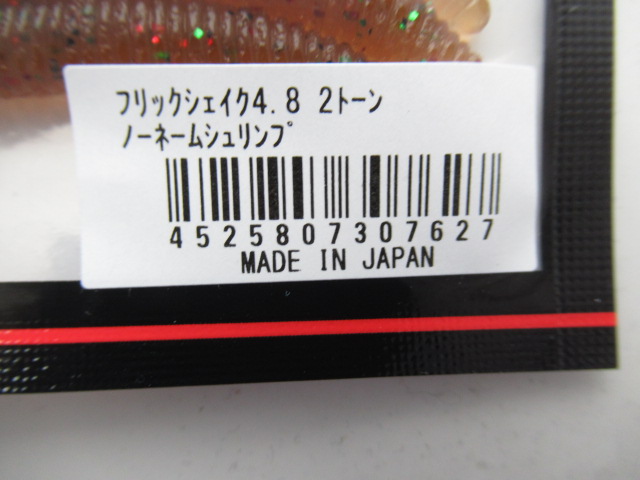 フリックシェイク4.8 2トーン
ノーネームシュリンプ
4525807307627
MADE IN JAPAN